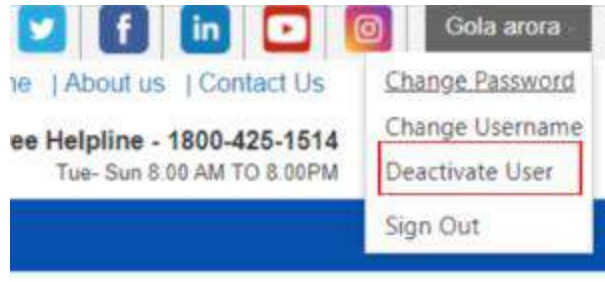 Gola arora
ne | About us | Contact Us
ee Helpline - 1800-425-1514
Tue- Sun 8:00 AM TO 8:00PM
Change Password
Change Username
Deactivate User
Sign Out